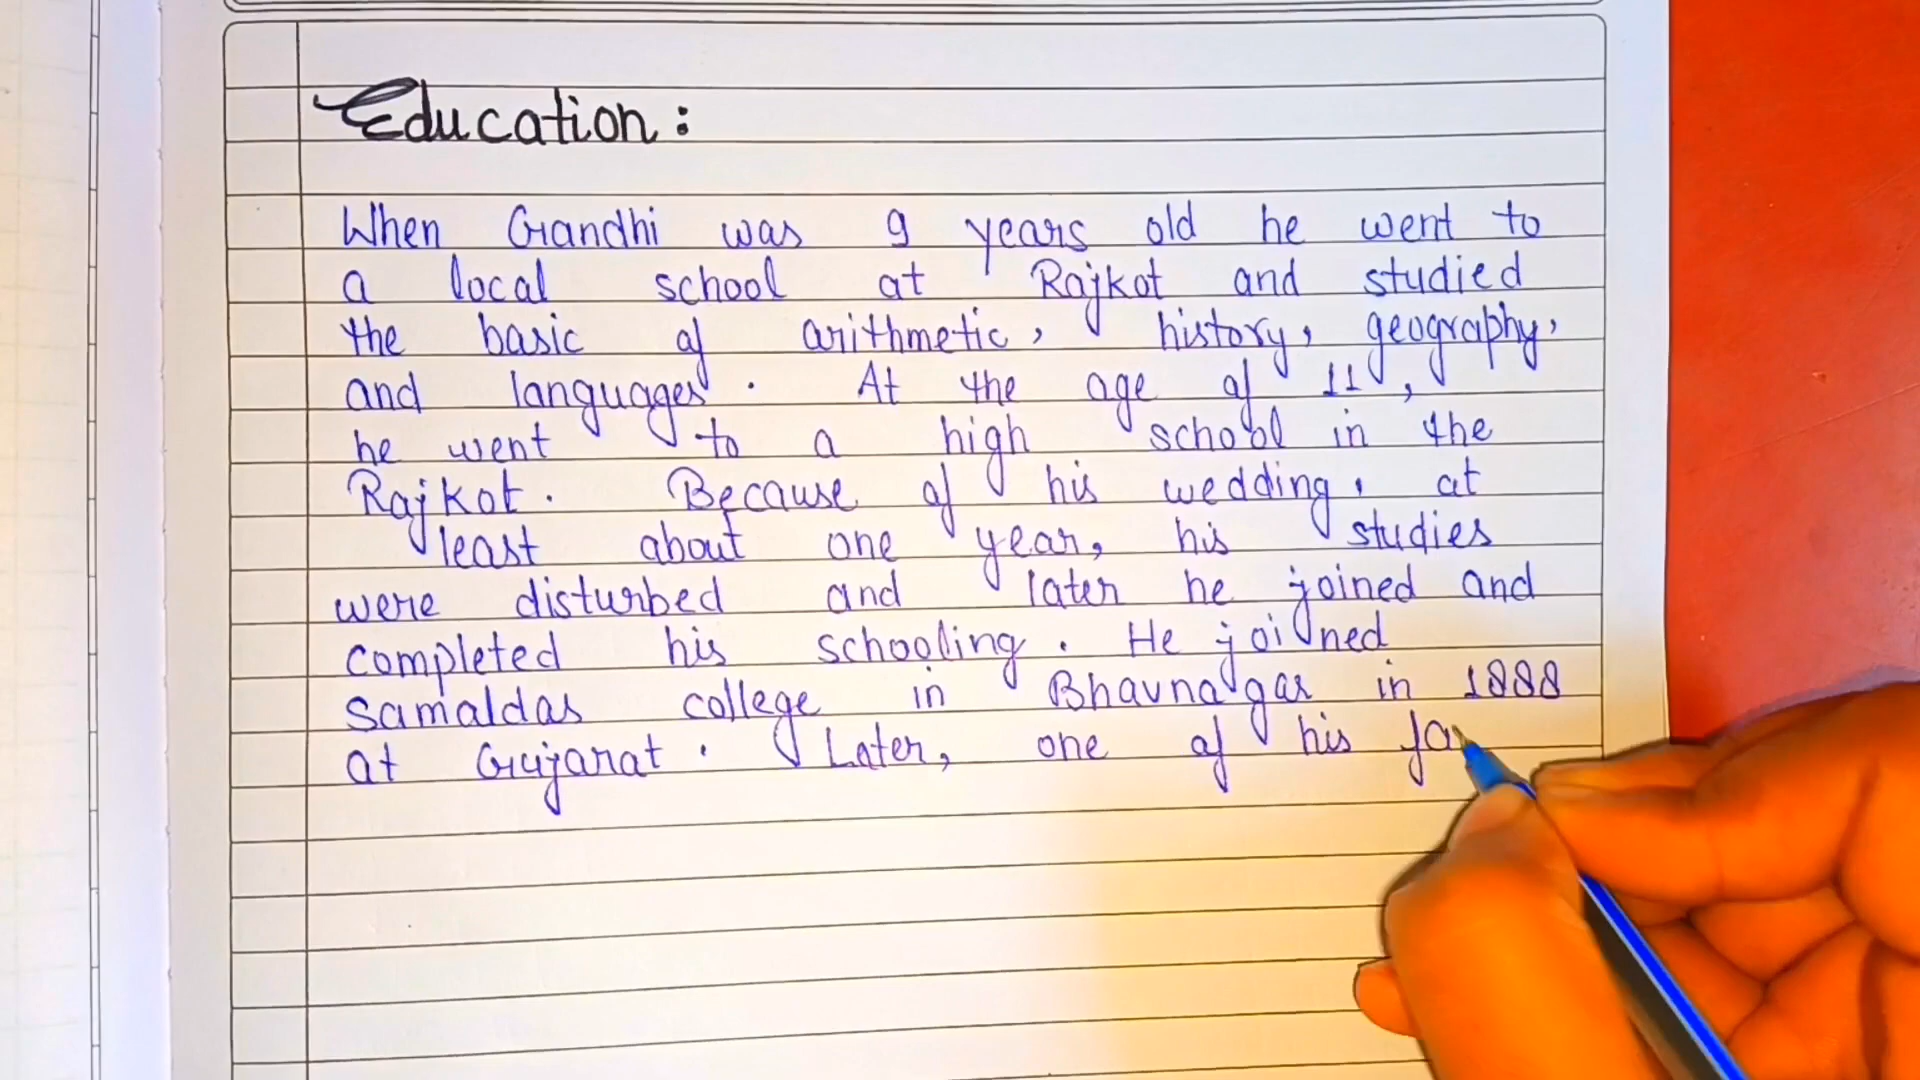 Education :
When Gandhi was 9 years old he went to
a local school at Rajkot and studied
the basic of arithmetic, history, geography,
and languages . At the age of 11 ,
he went to a high school in the
Rajkot . Because of his wedding, at
least about one year, his studies
were disturbed and later he joined and
completed his schooling . He joined
samaldas college in Bhavnagar in 1888
at Gujarat . Later, one of his fa